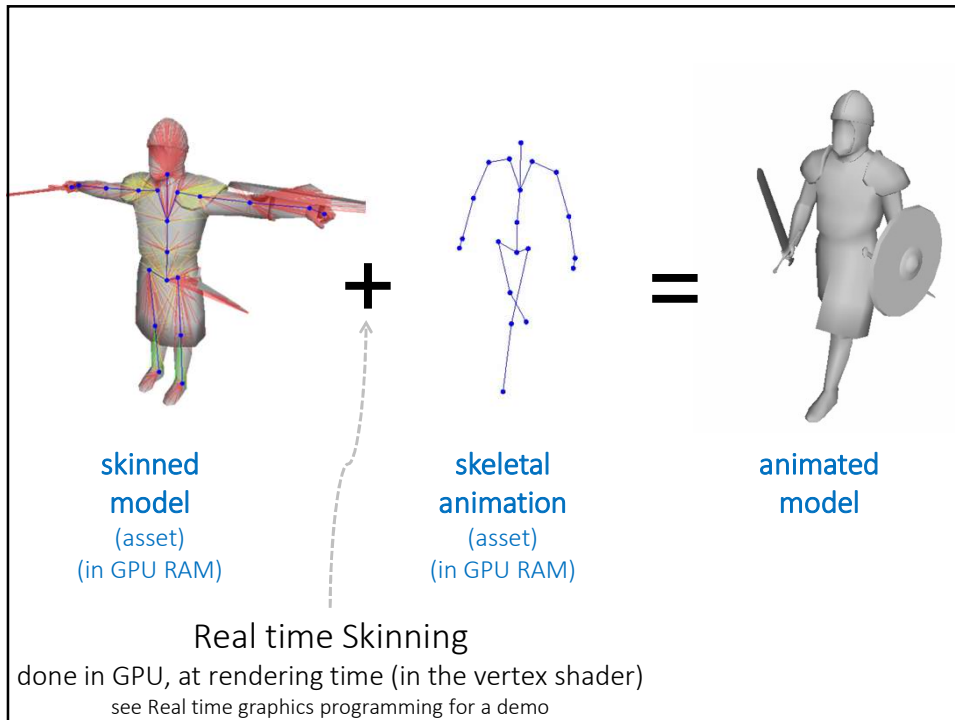 +
=
skinned
model
(asset)
(in GPU RAM)
skeletal
animation
(asset)
(in GPU RAM)
animated
model
Real time Skinning
done in GPU, at rendering time (in the vertex shader)
see Real time graphics programming for a demo